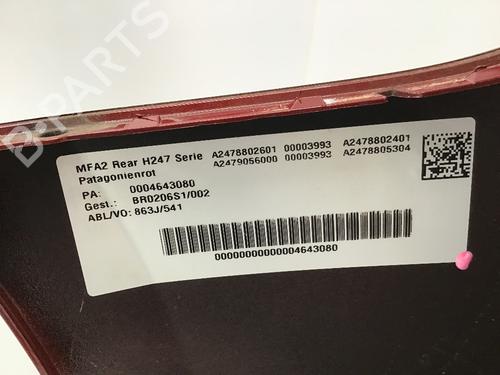 B-PARTS
MFA2 Rear H247 Serie A2478802601 00003993 A2478802401
Patagonienrot A2479056000 00003993 A2478805304
PA: 0004643080
Gest.: BR0206S1/002
ABL/VO: 863J/541
00000000000004643080